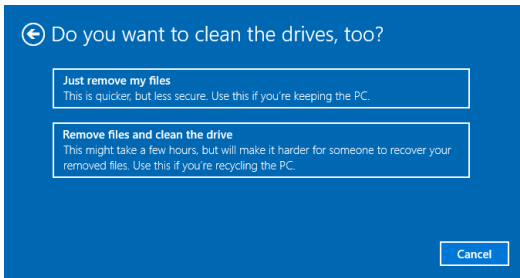 Do you want to clean the drives, too?
Just remove my files
This is quicker, but less secure. Use this if you're keeping the PC.
Remove files and clean the drive
This might take a few hours, but will make it harder for someone to recover your
removed files. Use this if you're recycling the PC.
Cancel